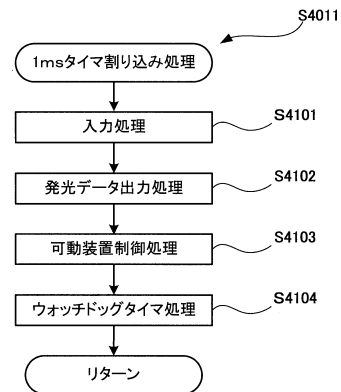 S4011
1msタイマ割り込み処理
入力処理
S4101
発光データ出力処理
S4102
可動装置制御処理
S4103
ウォッチドッグタイマ処理
S4104
リターン